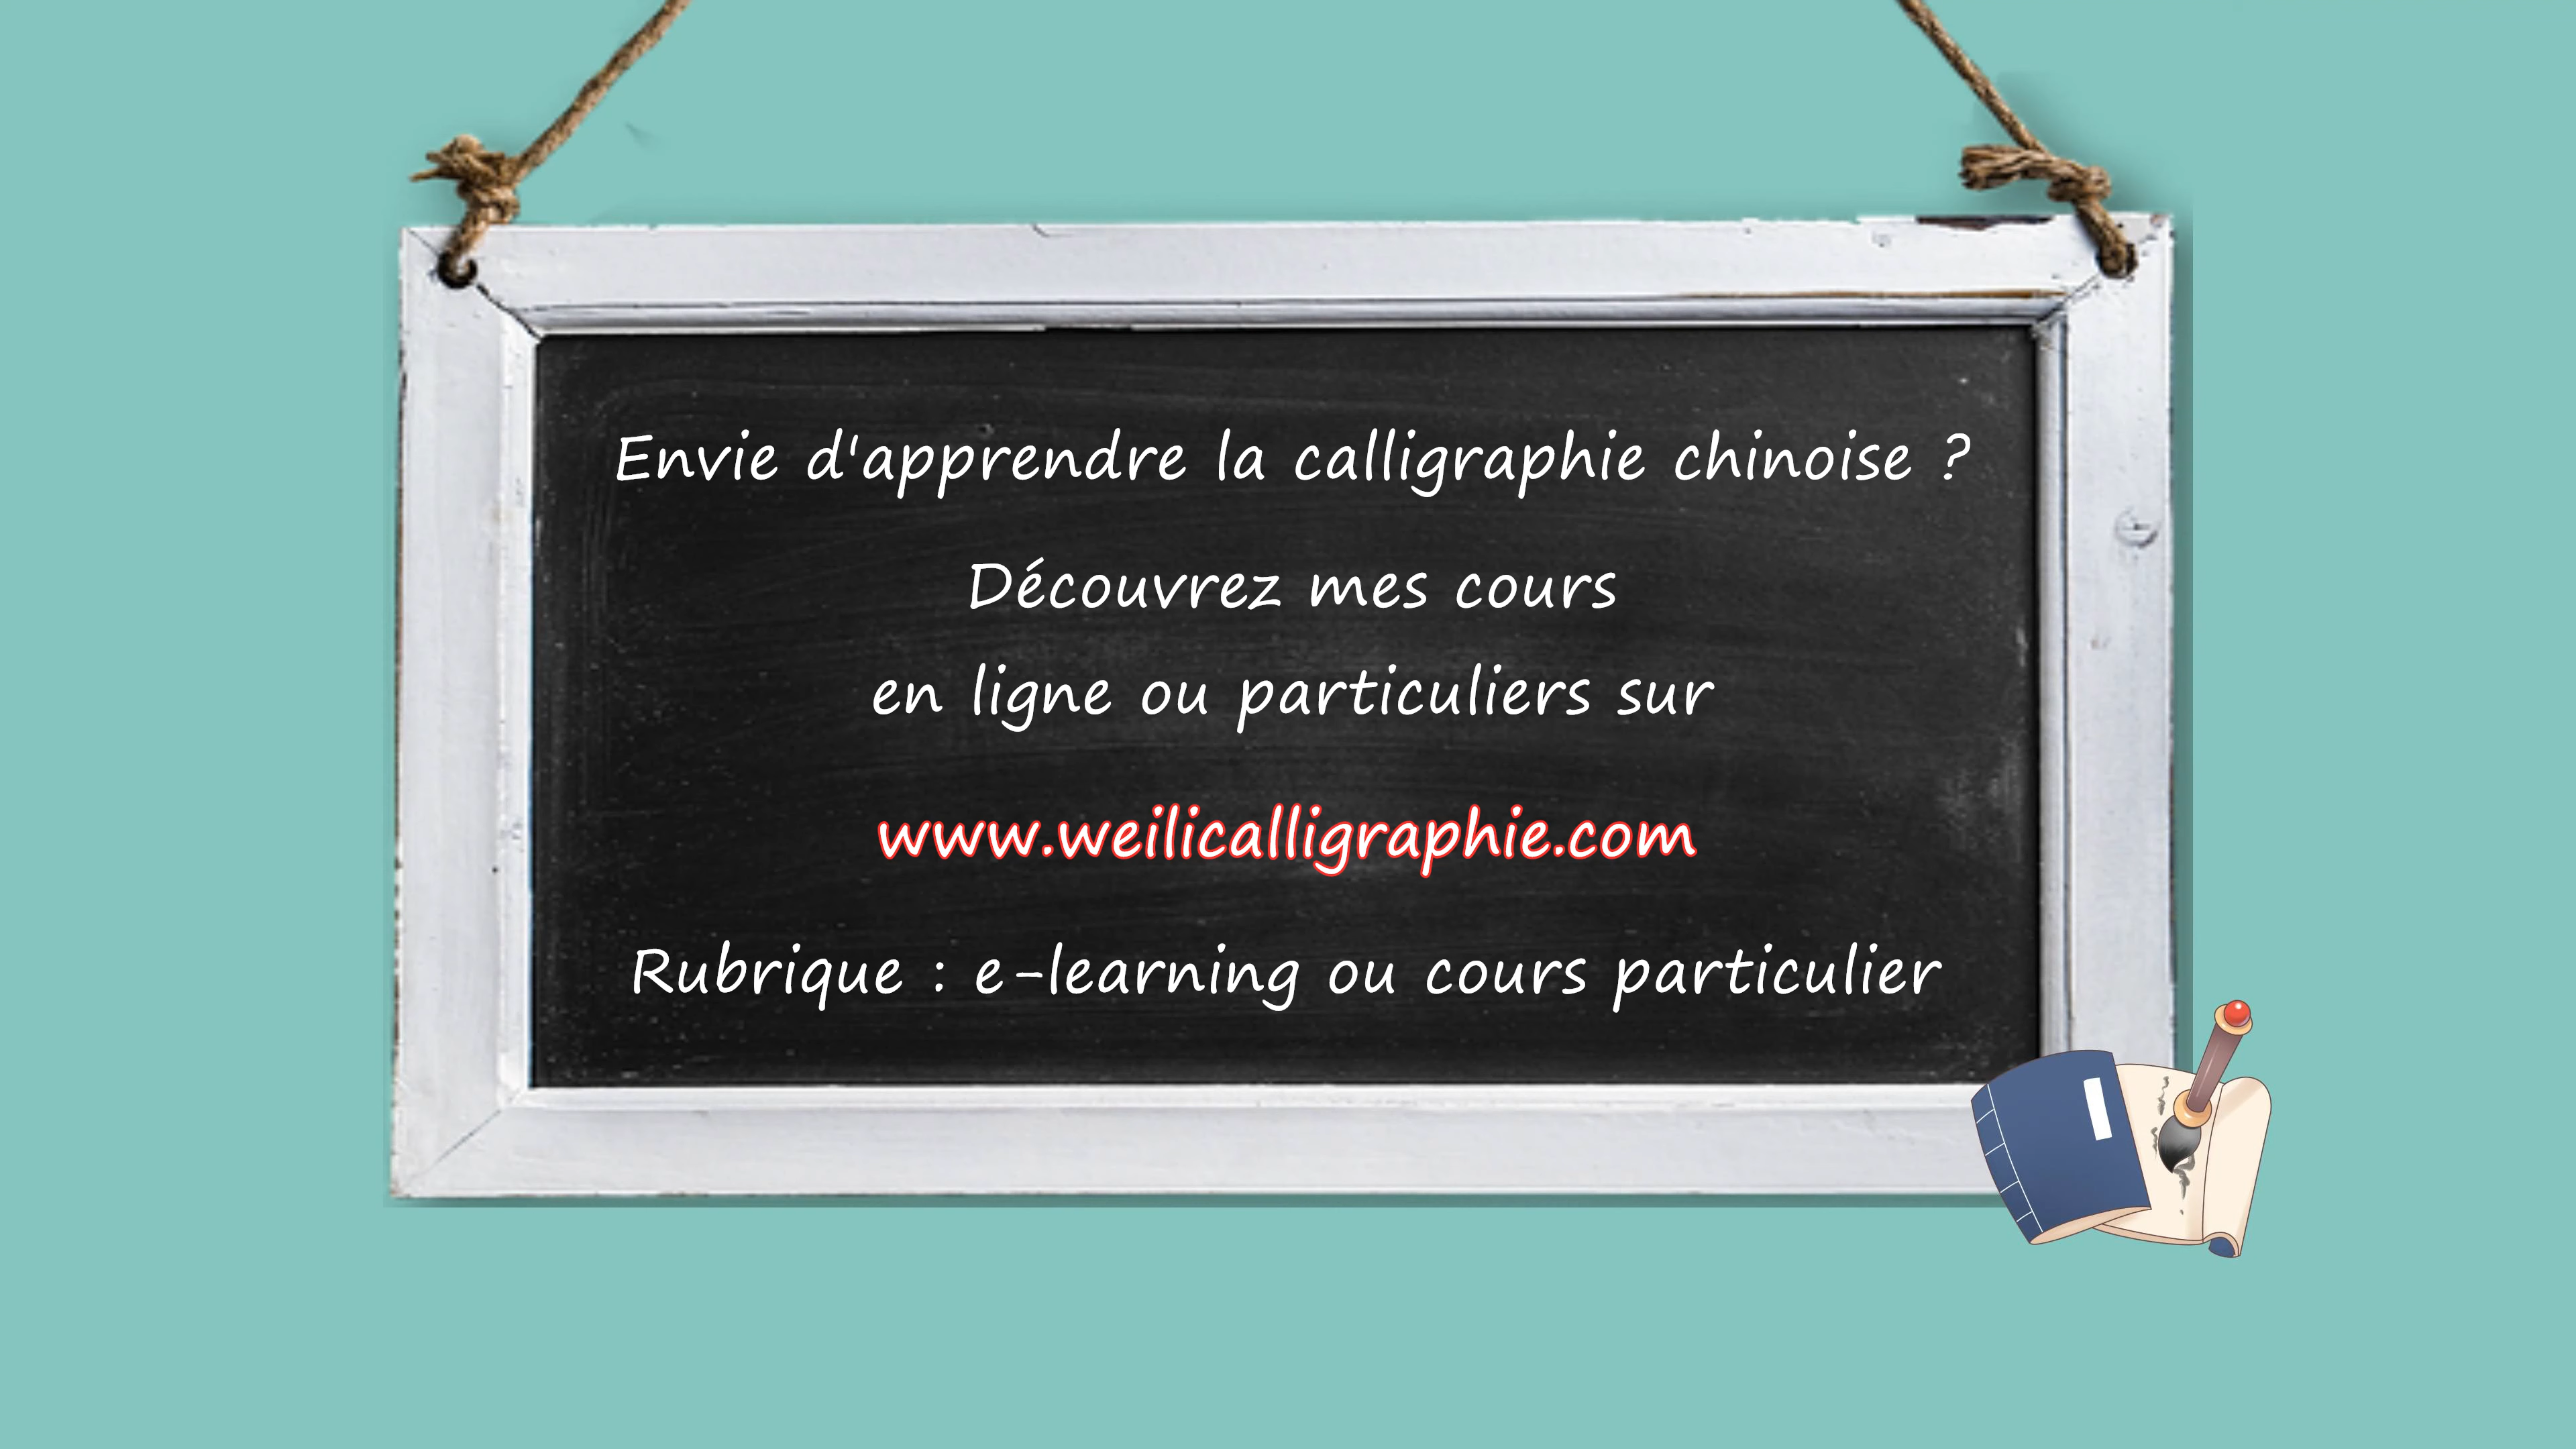 Envie d'apprendre la calligraphie chinoise ?
Découvrez mes cours
en ligne ou particuliers sur
www.weilicalligraphie.com
Rubrique : e-learning ou cours particulier